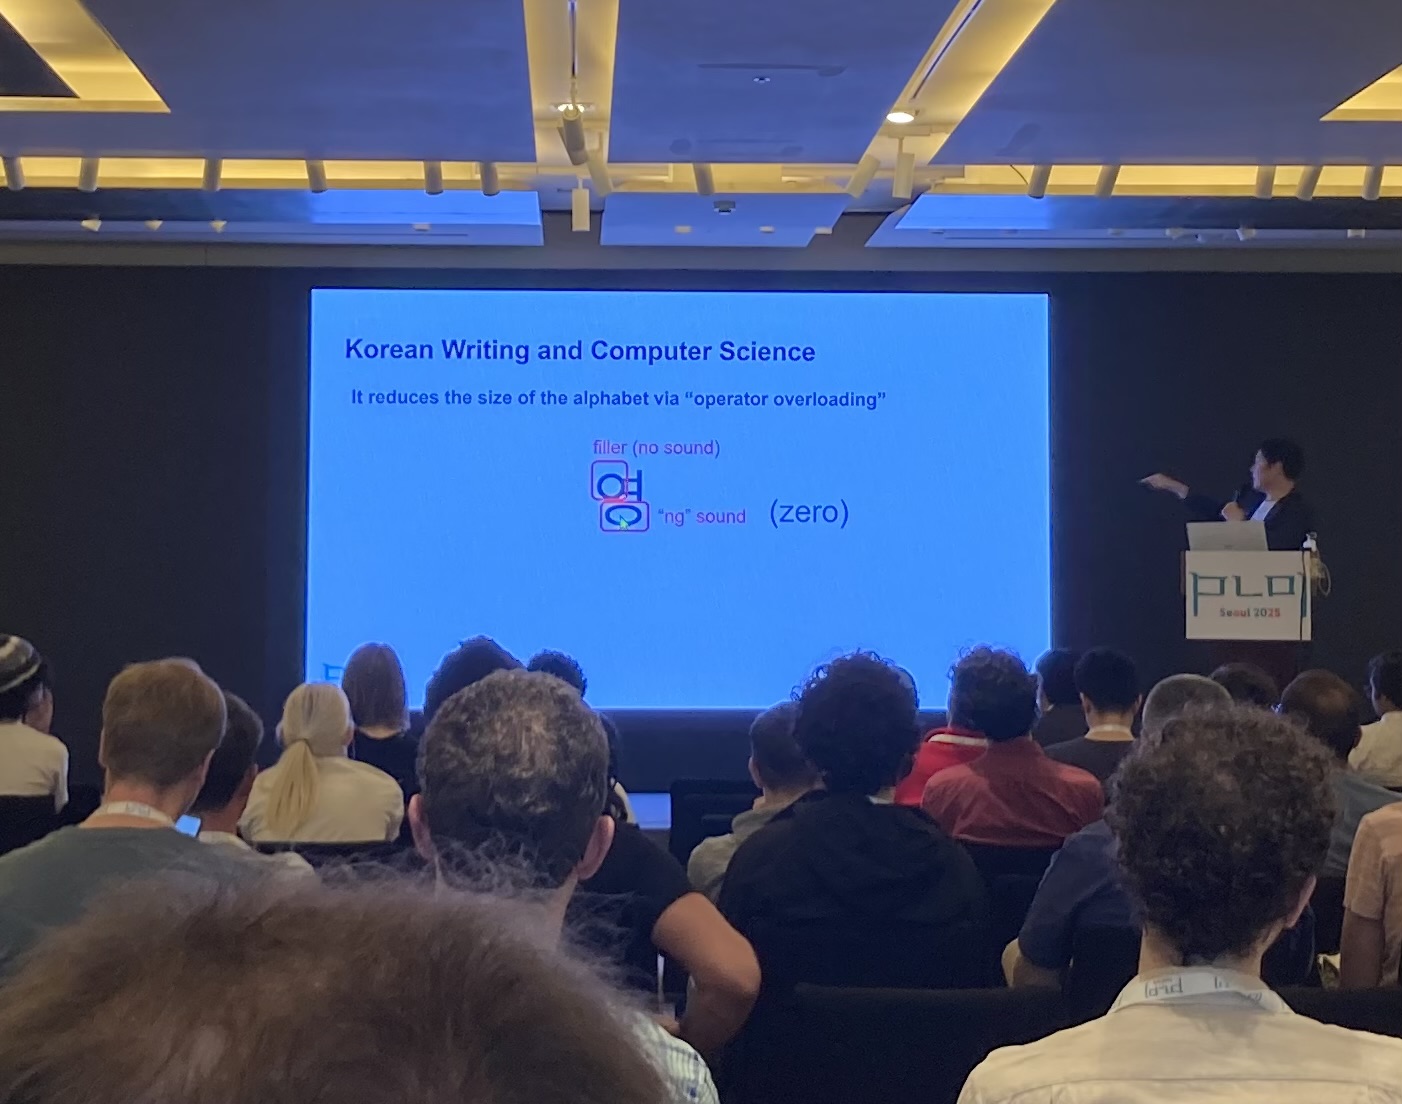 Korean Writing and Computer Science
It reduces the size of the alphabet via “operator overloading”
filler (no sound)
영
“ng” sound (zero)
PLDI
Seoul 2025